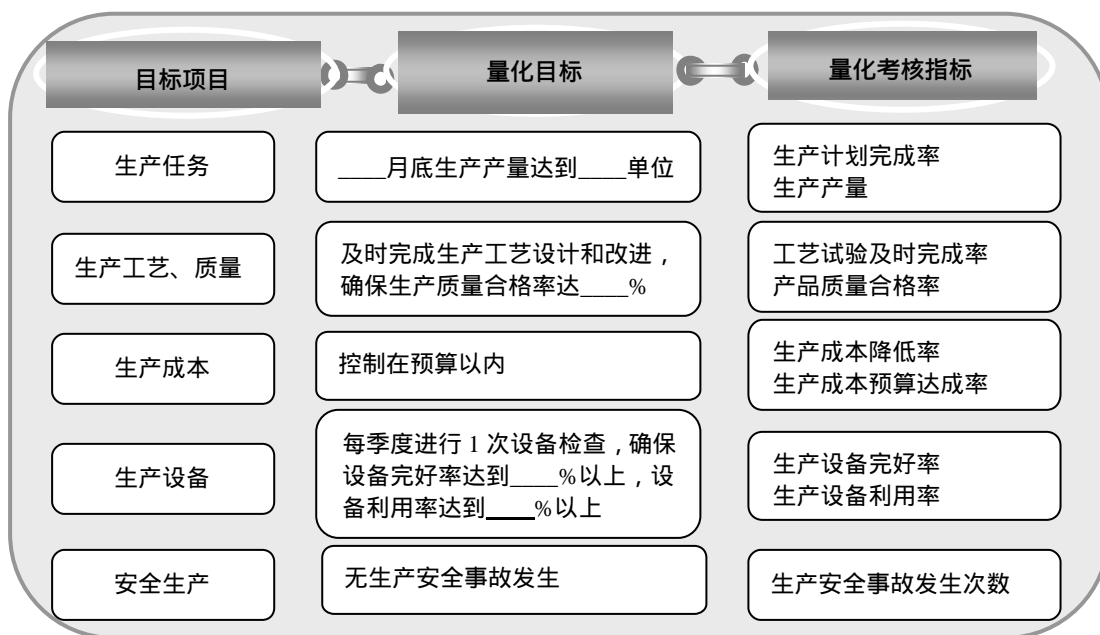 目标项目
量化目标
量化考核指标
生产任务
____月底生产产量达到____单位
生产计划完成率
生产产量
生产工艺、质量
及时完成生产工艺设计和改进，
确保生产质量合格率达____%
工艺试验及时完成率
产品质量合格率
生产成本
控制在预算以内
生产成本降低率
生产成本预算达成率
生产设备
每季度进行 1 次设备检查，确保
设备完好率达到____%以上，设
备利用率达到____%以上
生产设备完好率
生产设备利用率
安全生产
无生产安全事故发生
生产安全事故发生次数